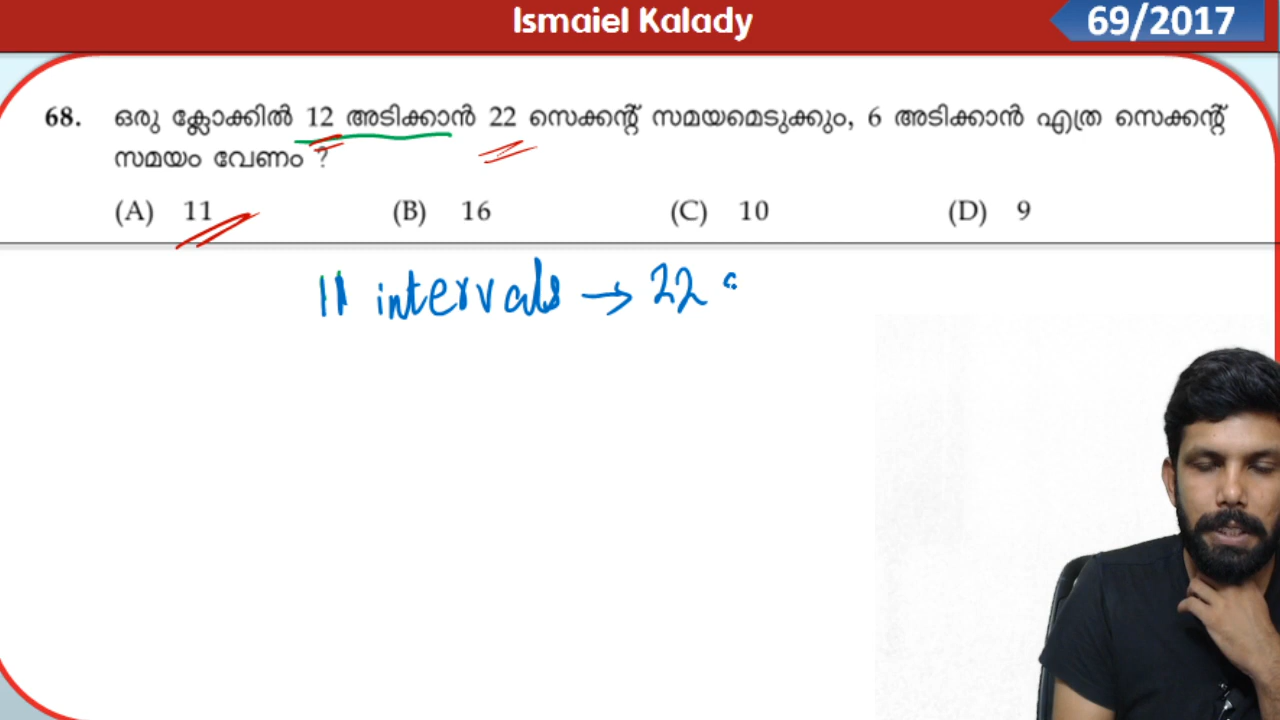 Ismaiel Kalady
69/2017
68. ഒരു ക്ലോക്കിൽ 12 അടിക്കാൻ 22 സെക്കന്റ് സമയമെടുക്കും, 6 അടിക്കാൻ എത്ര സെക്കന്റ്
സമയം വേണം ?
(A) 11 (B) 16 (C) 10 (D) 9
11 intervals → 22 s